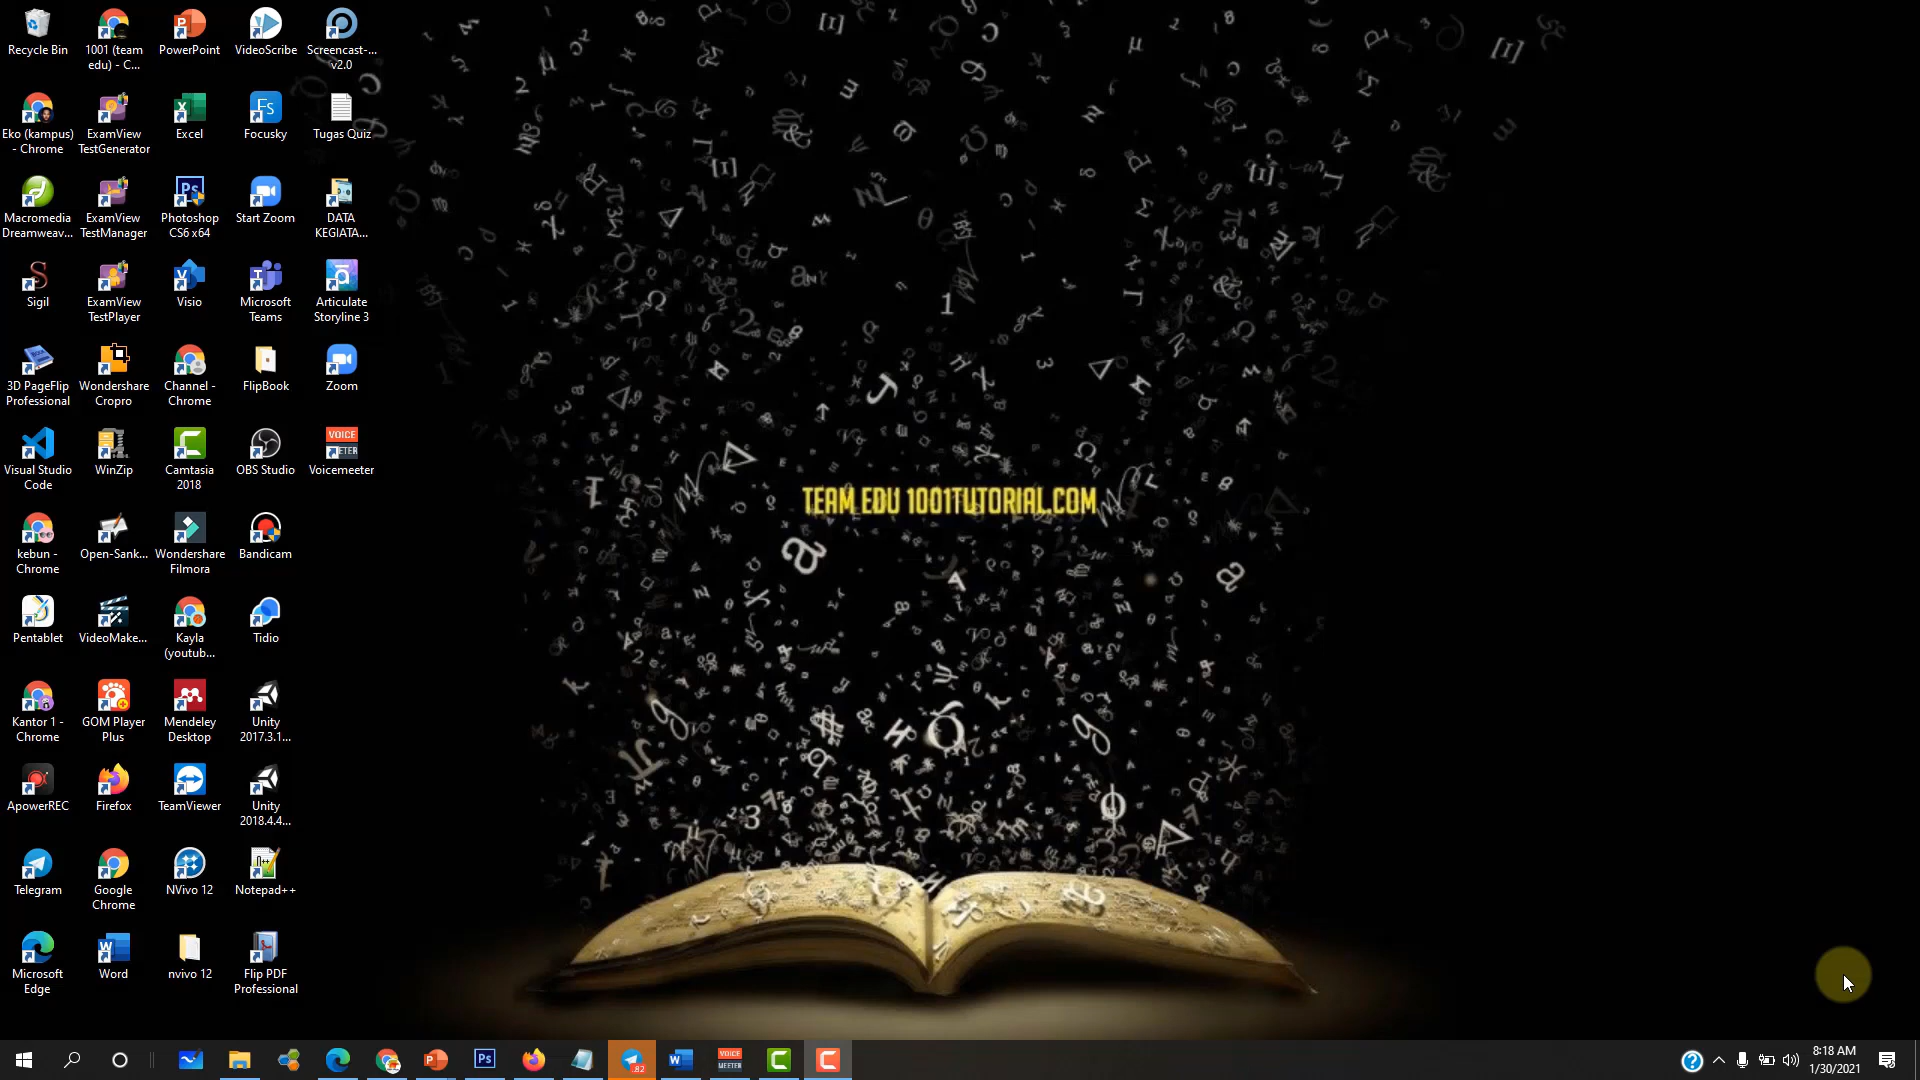 Recycle Bin
1001 (team
edu) - C...
PowerPoint
VideoScribe
Screencast-...
v2.0
Eko (kampus)
- Chrome
ExamView
TestGenerator
Excel
Focusky
Tugas Quiz
Macromedia
Dreamweav...
ExamView
TestManager
Photoshop
CS6 x64
Start Zoom
DATA
KEGIATA...
Sigil
ExamView
TestPlayer
Visio
Microsoft
Teams
Articulate
Storyline 3
3D PageFlip
Professional
Wondershare
Cropro
Channel -
Chrome
FlipBook
Zoom
Visual Studio
Code
WinZip
Camtasia
2018
OBS Studio
VOICE
METER
Voicemeeter
TEAM EDU 1001TUTORIAL.COM
kebun -
Chrome
Open-Sank...
Wondershare
Filmora
Bandicam
Pentablet
VideoMake...
Kayla
(youtub...
Tidio
Kantor 1 -
Chrome
GOM Player
Plus
Mendeley
Desktop
Unity
2017.3.1...
ApowerREC
Firefox
TeamViewer
Unity
2018.4.4...
Telegram
Google
Chrome
NVivo 12
Notepad++
Microsoft
Edge
Word
nvivo 12
Flip PDF
Professional
.82
VOICE
MEETER
8:18 AM
1/30/2021